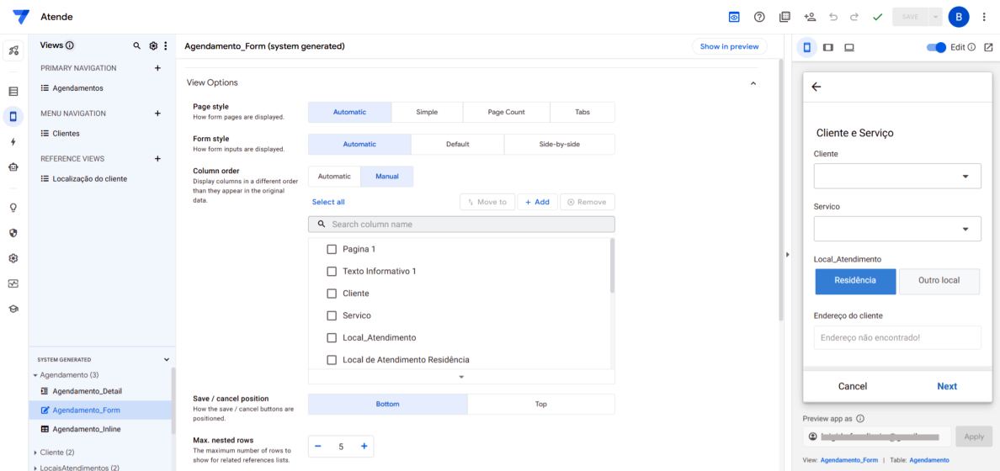 Atende
SAVE
B
Views
PRIMARY NAVIGATION
Agendamentos
MENU NAVIGATION
Clientes
REFERENCE VIEWS
Localização do cliente
SYSTEM GENERATED
Agendamento (3)
Agendamento_Detail
Agendamento_Form
Agendamento_Inline
Cliente (2)
LocaisAtendimentos (2)
Agendamento_Form (system generated)
Show in preview
View Options
Page style
How form pages are displayed.
Automatic Simple Page Count Tabs
Form style
How form inputs are displayed.
Automatic Default Side-by-side
Column order
Display columns in a different order
than they appear in the original
data.
Automatic Manual
Select all Move to + Add Remove
Search column name
Pagina 1
Texto Informativo 1
Cliente
Servico
Local_Atendimento
Local de Atendimento Residência
Save / cancel position
How the save / cancel buttons are
positioned.
Bottom Top
Max. nested rows
The maximum number of rows to
show for related references lists.
− 5 +
Edit
Cliente e Serviço
Cliente
Servico
Local_Atendimento
Residência Outro local
Endereço do cliente
Endereço não encontrado!
Cancel Next
Preview app as
Apply
View: Agendamento_Form | Table: Agendamento